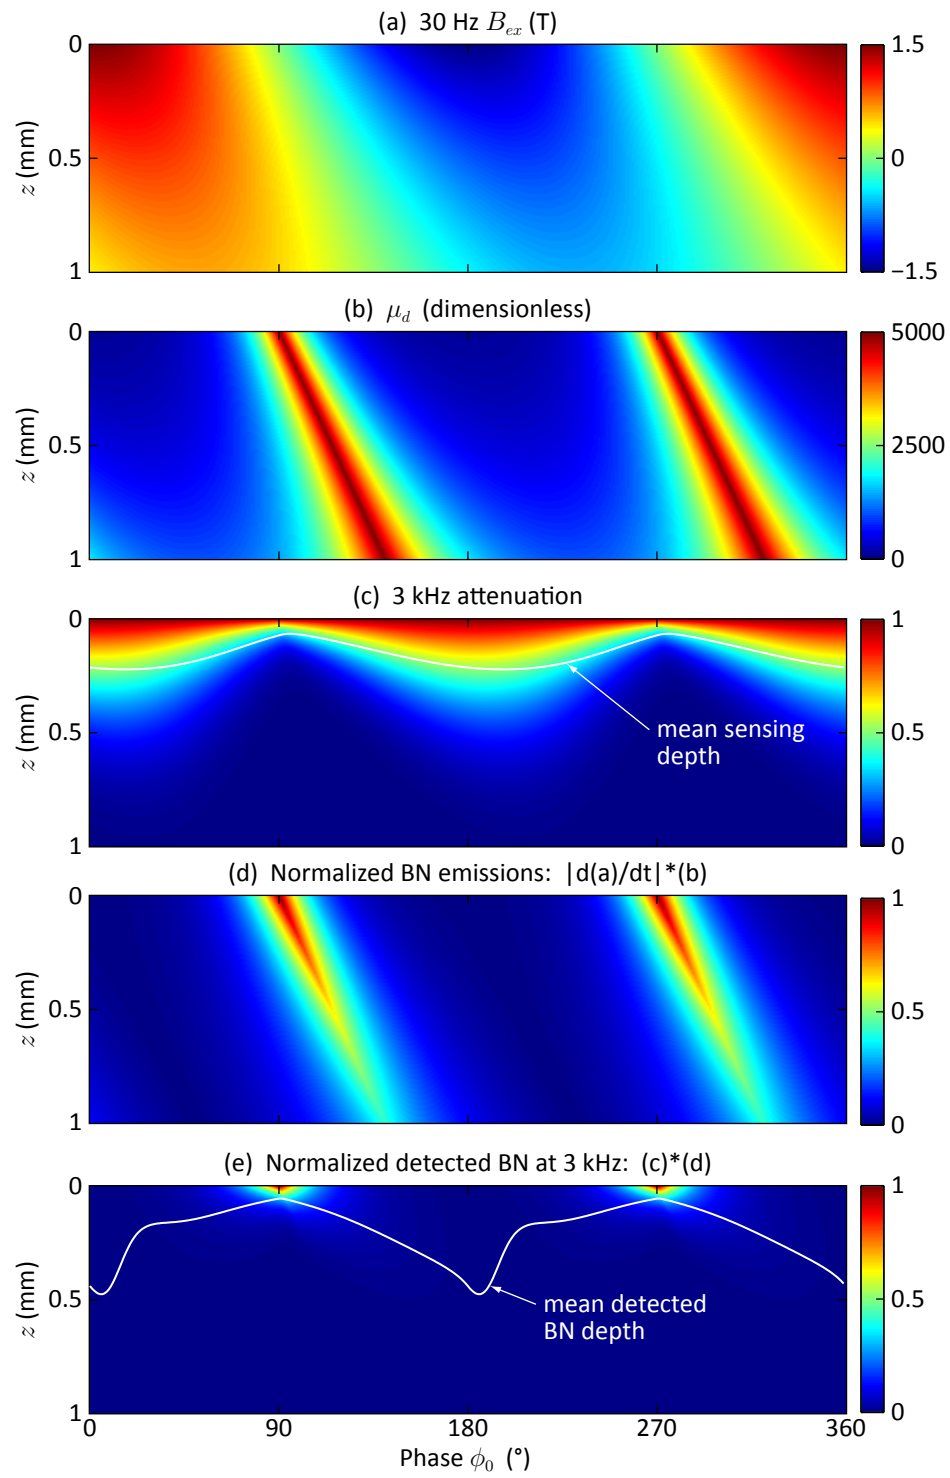 (a) 30 Hz B_ex (T)
0
0.5
1
z (mm)
1.5
0
−1.5
(b) μ_d (dimensionless)
0
0.5
1
z (mm)
5000
2500
0
(c) 3 kHz attenuation
0
0.5
1
z (mm)
mean sensing
depth
1
0.5
0
(d) Normalized BN emissions: |d(a)/dt|*(b)
0
0.5
1
z (mm)
1
0.5
0
(e) Normalized detected BN at 3 kHz: (c)*(d)
0
0.5
1
z (mm)
mean detected
BN depth
1
0.5
0
0 90 180 270 360
Phase ϕ₀ (°)